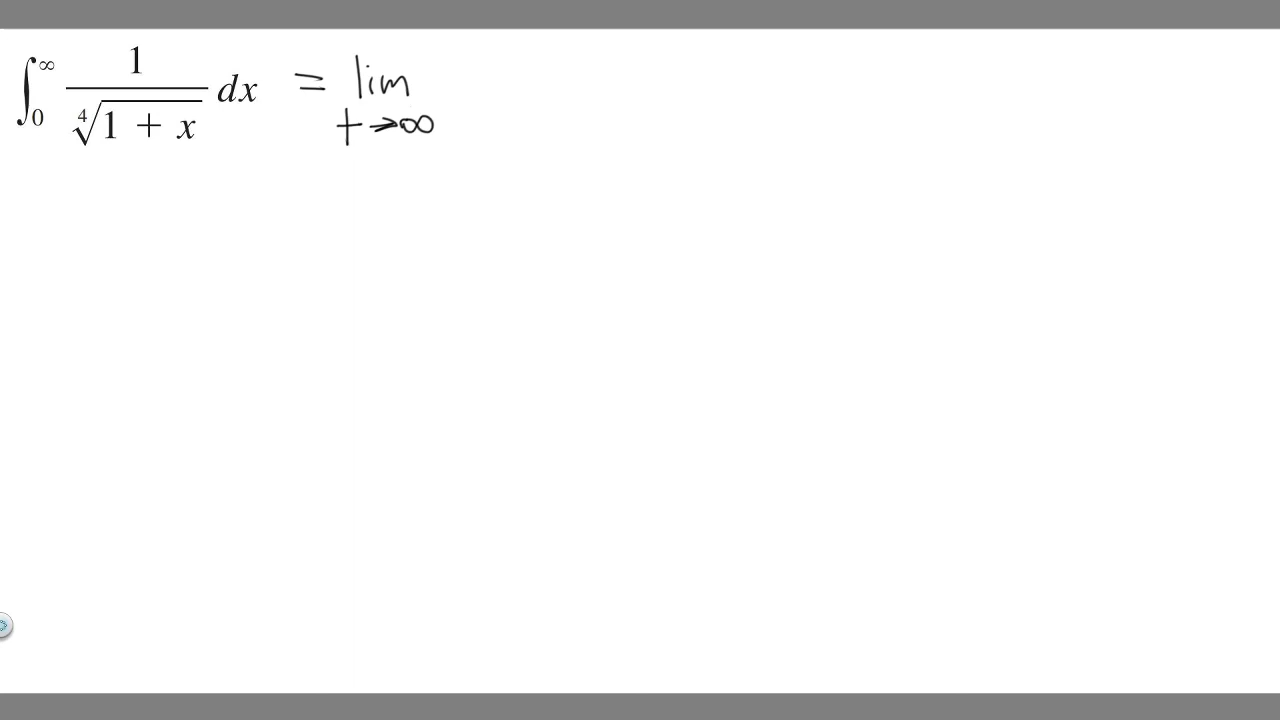 ∫₀^∞ 1/∜(1 + x) dx = lim
t→∞